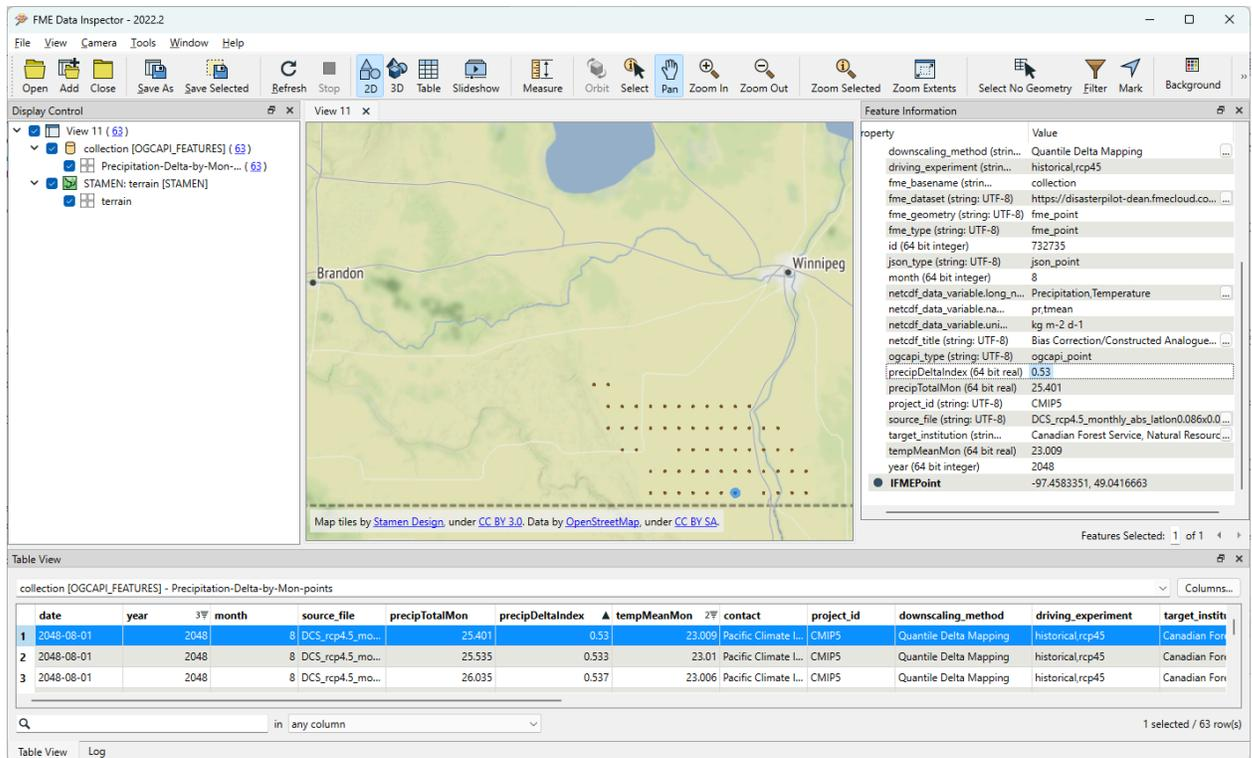 FME Data Inspector - 2022.2
File View Camera Tools Window Help
Open Add Close Save As Save Selected Refresh Stop 2D 3D Table Slideshow Measure Orbit Select Pan Zoom In Zoom Out Zoom Selected Zoom Extents Select No Geometry Filter Mark Background
Display Control
View 11 (63)
collection [OGCAPI_FEATURES] (63)
Precipitation-Delta-by-Mon-... (63)
STAMEN: terrain [STAMEN]
terrain
View 11
Brandon
Winnipeg
Map tiles by Stamen Design, under CC BY 3.0. Data by OpenStreetMap, under CC BY SA.
Feature Information
roperty Value
downscaling_method (strin... Quantile Delta Mapping ...
driving_experiment (strin... historical,rcp45
fme_basename (strin... collection
fme_dataset (string: UTF-8) https://disasterpilot-dean.fmecloud.co... ...
fme_geometry (string: UTF-8) fme_point
fme_type (string: UTF-8) fme_point
id (64 bit integer) 732735
json_type (string: UTF-8) json_point
month (64 bit integer) 8
netcdf_data_variable.long_n... Precipitation,Temperature ...
netcdf_data_variable.na... pr,tmean
netcdf_data_variable.uni... kg m-2 d-1
netcdf_title (string: UTF-8) Bias Correction/Constructed Analogue... ...
ogcapi_type (string: UTF-8) ogcapi_point
precipDeltaIndex (64 bit real) 0.53
precipTotalMon (64 bit real) 25.401
project_id (string: UTF-8) CMIP5
source_file (string: UTF-8) DCS_rcp4.5_monthly_abs_latlon0.086x0.0... ...
target_institution (strin... Canadian Forest Service, Natural Resourc... ...
tempMeanMon (64 bit real) 23.009
year (64 bit integer) 2048
IFMEPoint -97.4583351, 49.0416663
Features Selected: 1 of 1
Table View
collection [OGCAPI_FEATURES] - Precipitation-Delta-by-Mon-points Columns...
date year 3 month source_file precipTotalMon precipDeltaIndex tempMeanMon 2 contact project_id downscaling_method driving_experiment target_institu
1 2048-08-01 2048 8 DCS_rcp4.5_mo... 25.401 0.53 23.009 Pacific Climate I... CMIP5 Quantile Delta Mapping historical,rcp45 Canadian Fore
2 2048-08-01 2048 8 DCS_rcp4.5_mo... 25.535 0.533 23.01 Pacific Climate I... CMIP5 Quantile Delta Mapping historical,rcp45 Canadian Fore
3 2048-08-01 2048 8 DCS_rcp4.5_mo... 26.035 0.537 23.006 Pacific Climate I... CMIP5 Quantile Delta Mapping historical,rcp45 Canadian Fore
in any column 1 selected / 63 row(s)
Table View Log